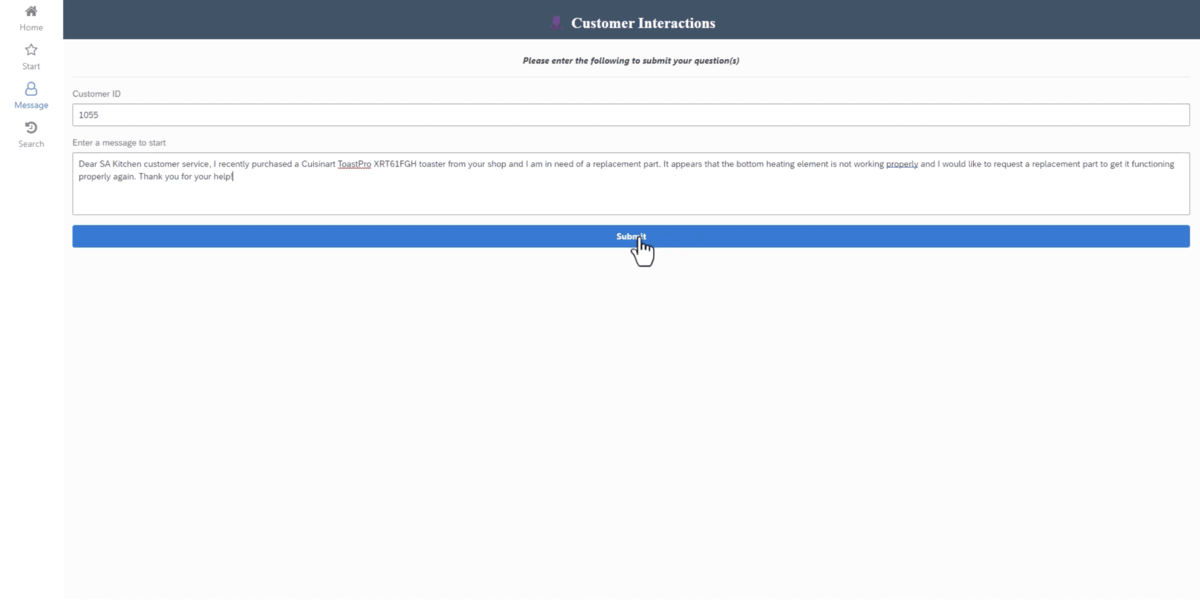 Home
Start
Message
Search
Customer Interactions
Please enter the following to submit your question(s)
Customer ID
1055
Enter a message to start
Dear SA Kitchen customer service, I recently purchased a Cuisinart ToastPro XRT61FGH toaster from your shop and I am in need of a replacement part. It appears that the bottom heating element is not working properly and I would like to request a replacement part to get it functioning
properly again. Thank you for your help!
Submit